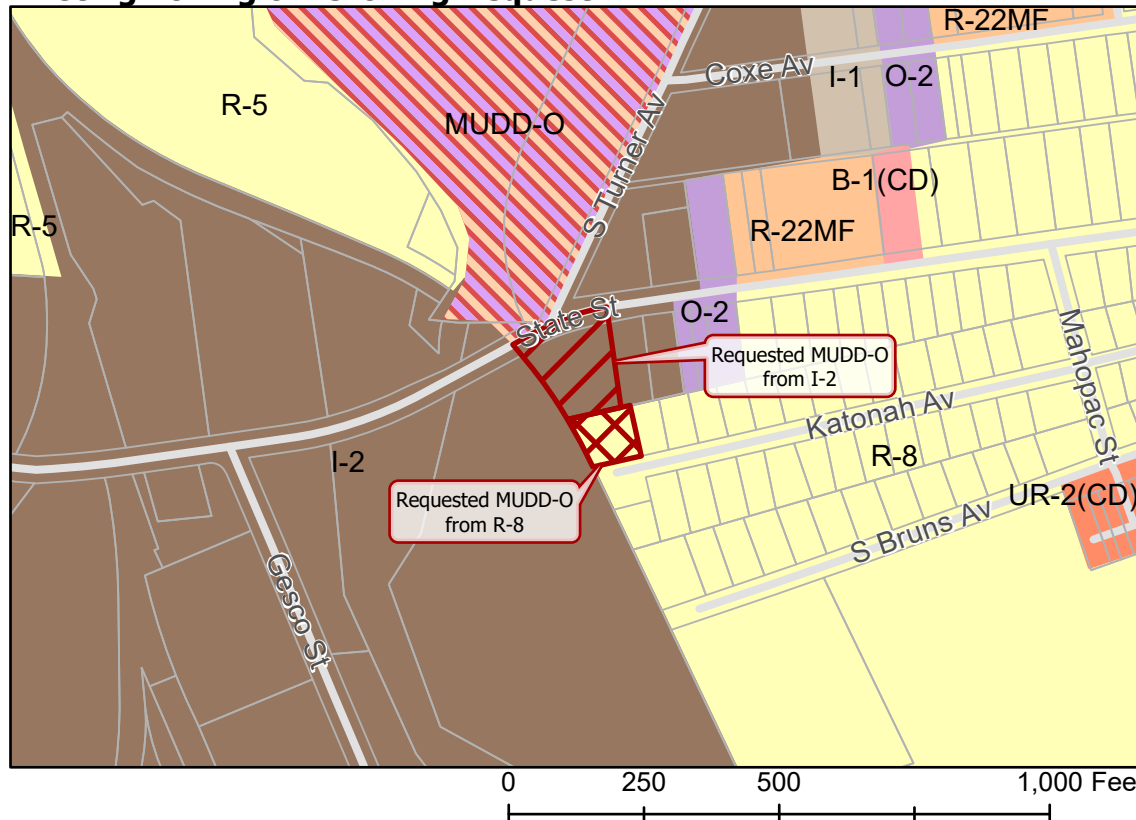 R-22MF
Coxe Av
I-1
O-2
R-5
MUDD-O
S Turner Av
B-1(CD)
R-5
R-22MF
State St
O-2
Requested MUDD-O
from I-2
Mahopac St
Katonah Av
R-8
I-2
Requested MUDD-O
from R-8
UR-2(CD)
S Bruns Av
Gesco St
0 250 500 1,000 Fee